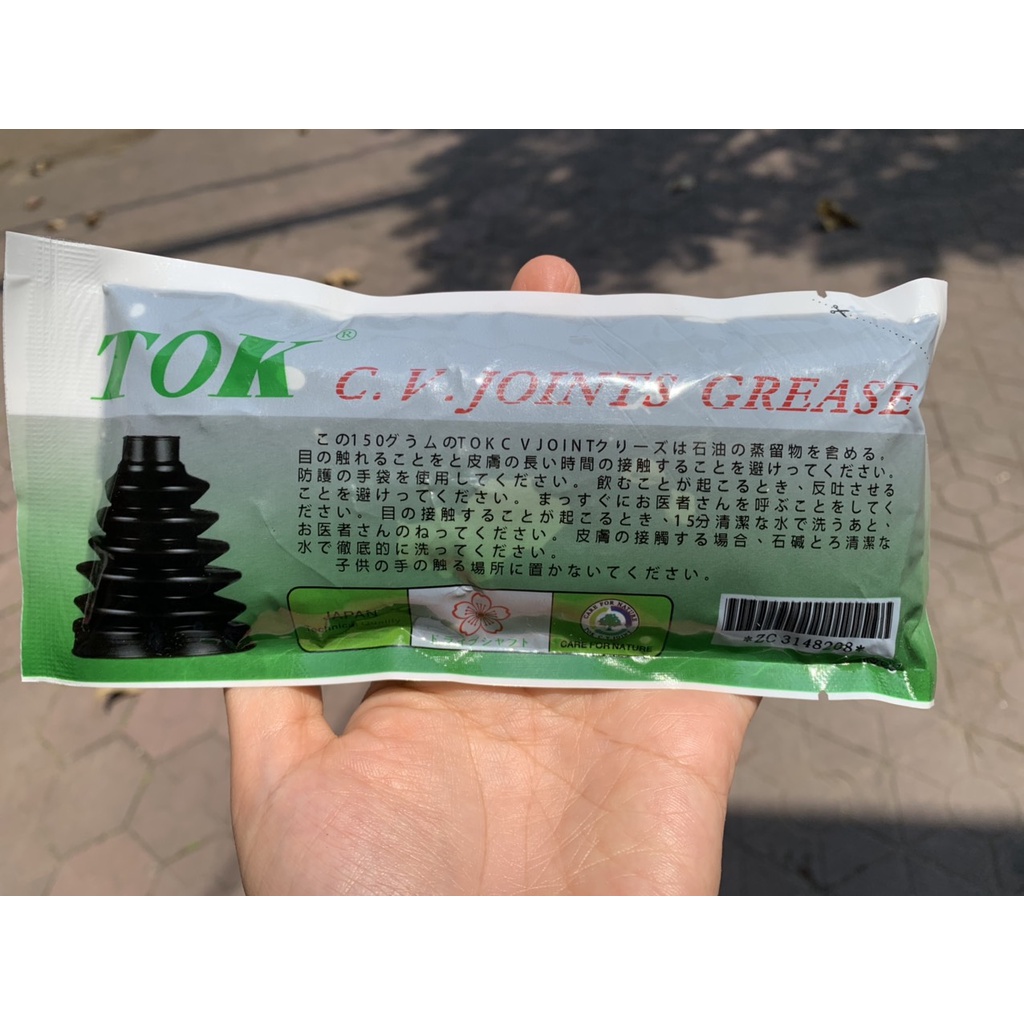 TOK®
C.V.JOINTS GREASE
この150グうムのTOKCVJOINTクリーズは石油の蒸留物を含める。
目の触れることをと皮膚の長い時間の接触することを避けってください。
防護の手袋を使用してください。 飲むことが起こるとき、反吐させる
ことを避けってください。 まっすぐにお医者さんを呼ぶことをしてく
ださい。 目の接触することが起こるとき、15分清潔な水で洗うあと、
お医者さんのねってください。 皮膚の接觸する場合、石碱とろ清潔な
水で徹底的に洗ってください。
子供の手の触る場所に置かないてください。
JAPAN
CARE FOR NATURE
CARE FOR NATURE
*ZC3148208*